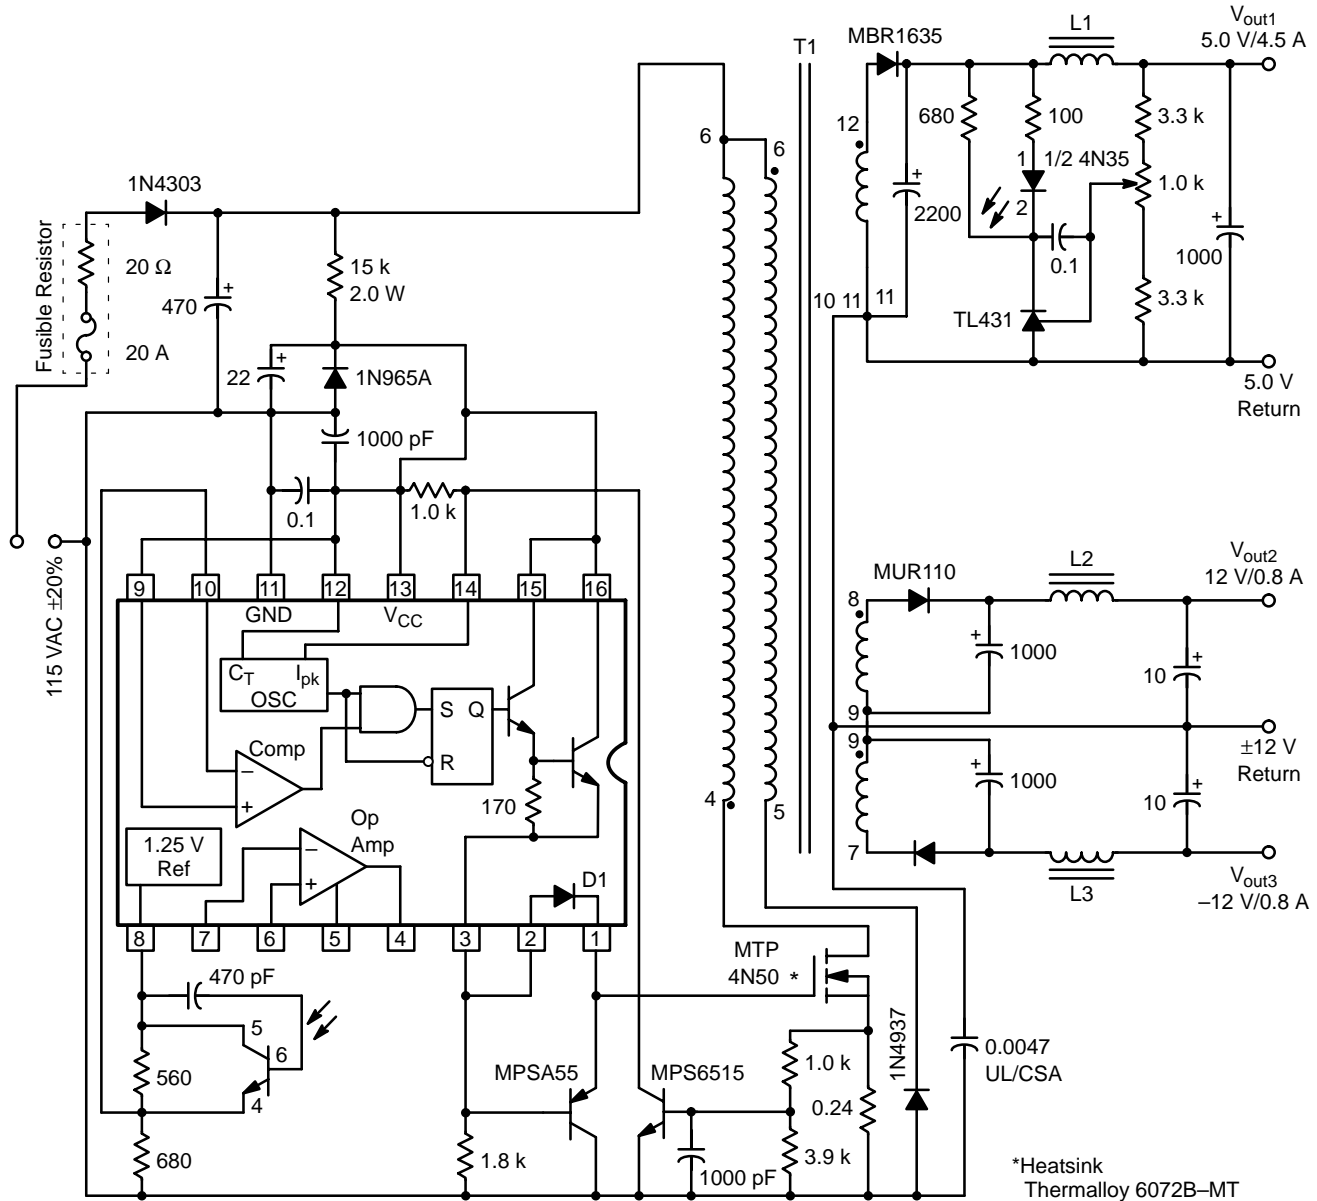 T1
MBR1635
L1
Vout1
5.0 V/4.5 A
12
680
100
3.3 k
6
6
1
1/2 4N35
1.0 k
1N4303
+
2200
2
+
1000
Fusible Resistor
20 Ω
15 k
2.0 W
470
+
0.1
10 11
11
TL431
3.3 k
20 A
22
+
1N965A
5.0 V
Return
1000 pF
0.1
1.0 k
115 VAC ±20%
9
10
11
12
13
14
15
16
GND
VCC
MUR110
L2
Vout2
12 V/0.8 A
8
+
1000
10
+
CT
Ipk
OSC
S
Q
R
9
Comp
–
+
±12 V
Return
9
+
1000
10
+
170
4
5
Op
Amp
–
+
1.25 V
Ref
7
L3
Vout3
–12 V/0.8 A
D1
8
7
6
5
4
3
2
1
MTP
4N50 *
470 pF
5
6
4
560
680
MPSA55
1.8 k
MPS6515
1.0 k
0.24
3.9 k
1000 pF
1N4937
0.0047
UL/CSA
*Heatsink
Thermalloy 6072B–MT